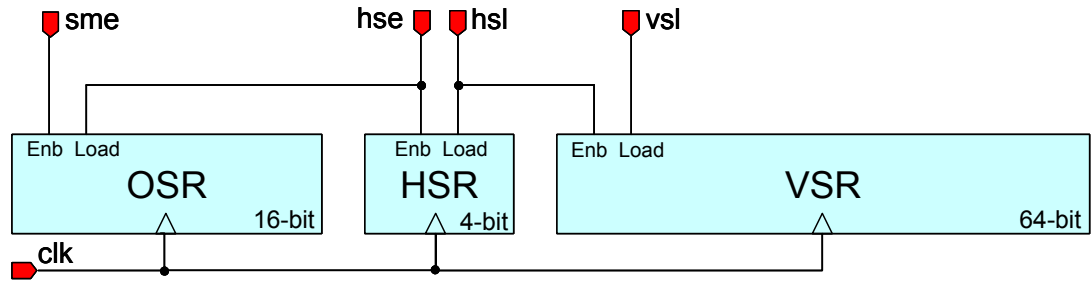 sme
hse
hsl
vsl
Enb Load
Enb Load
Enb Load
OSR
HSR
VSR
16-bit
4-bit
64-bit
clk